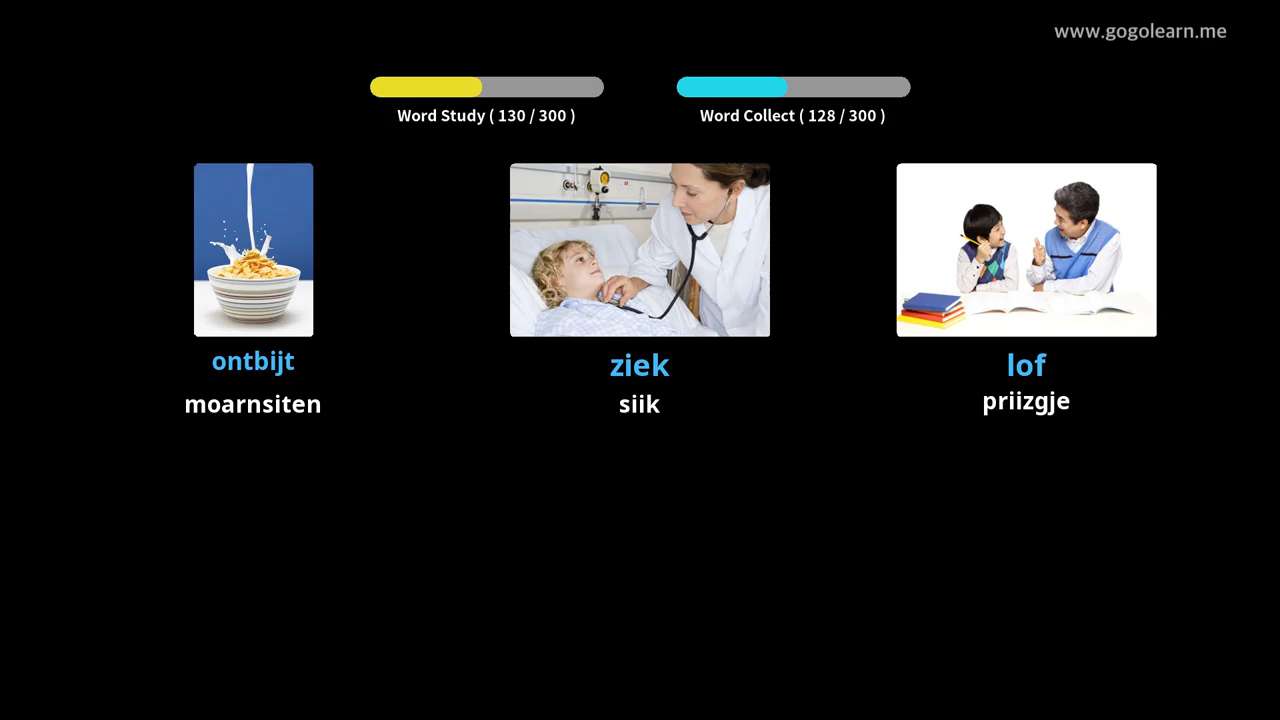 www.gogolearn.me
Word Study ( 130 / 300 )
Word Collect ( 128 / 300 )
ontbijt
moarnsiten
ziek
siik
lof
priizgje